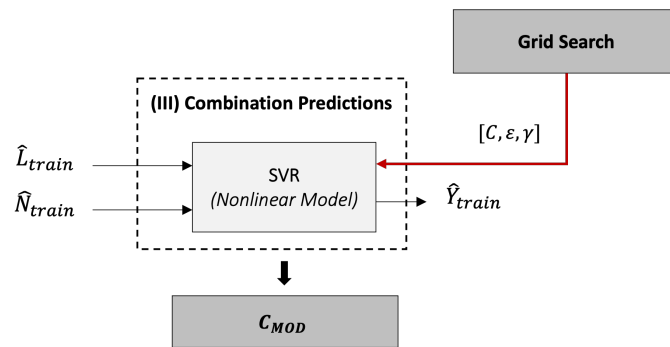 Grid Search
(III) Combination Predictions
[C, ε, γ]
L̂train
SVR
(Nonlinear Model)
N̂train
Ŷtrain
CMOD